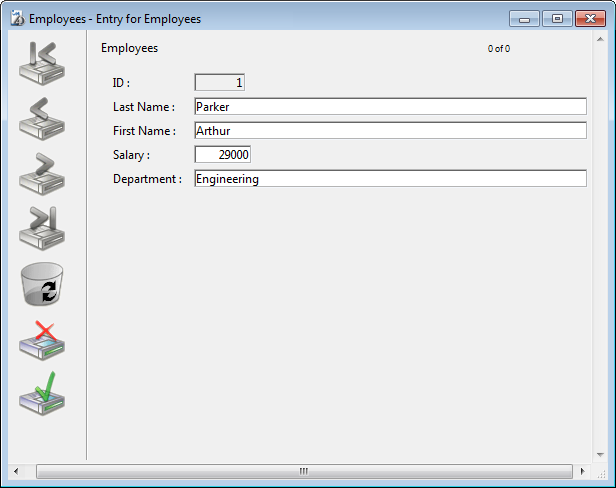 Employees - Entry for Employees
Employees 0 of 0
ID : 1
Last Name : Parker
First Name : Arthur
Salary : 29000
Department : Engineering